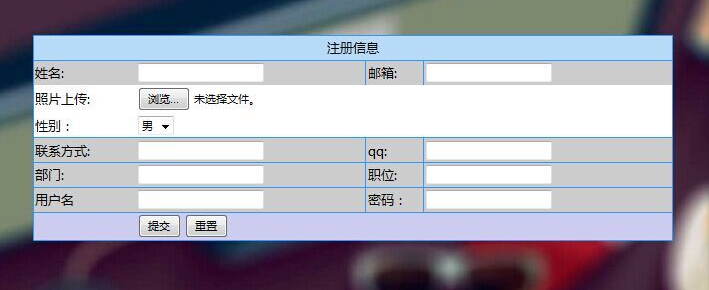 注册信息
姓名: 邮箱:
照片上传: 浏览... 未选择文件。
性别： 男
联系方式: qq:
部门: 职位:
用户名 密码：
提交 重置